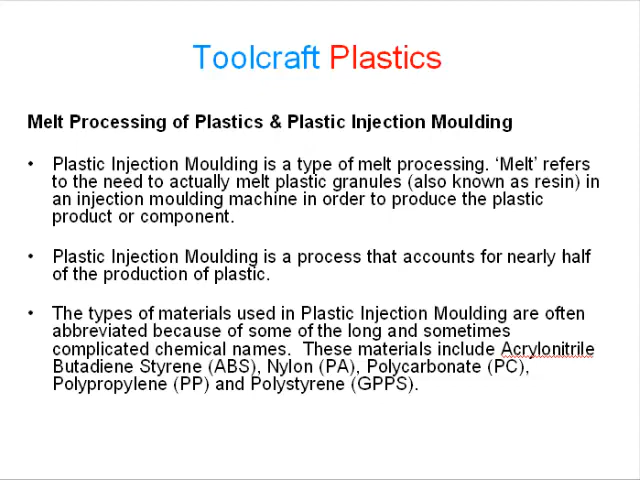 Toolcraft Plastics
Melt Processing of Plastics & Plastic Injection Moulding
• Plastic Injection Moulding is a type of melt processing. ‘Melt’ refers
to the need to actually melt plastic granules (also known as resin) in
an injection moulding machine in order to produce the plastic
product or component.
• Plastic Injection Moulding is a process that accounts for nearly half
of the production of plastic.
• The types of materials used in Plastic Injection Moulding are often
abbreviated because of some of the long and sometimes
complicated chemical names.  These materials include Acrylonitrile
Butadiene Styrene (ABS), Nylon (PA), Polycarbonate (PC),
Polypropylene (PP) and Polystyrene (GPPS).